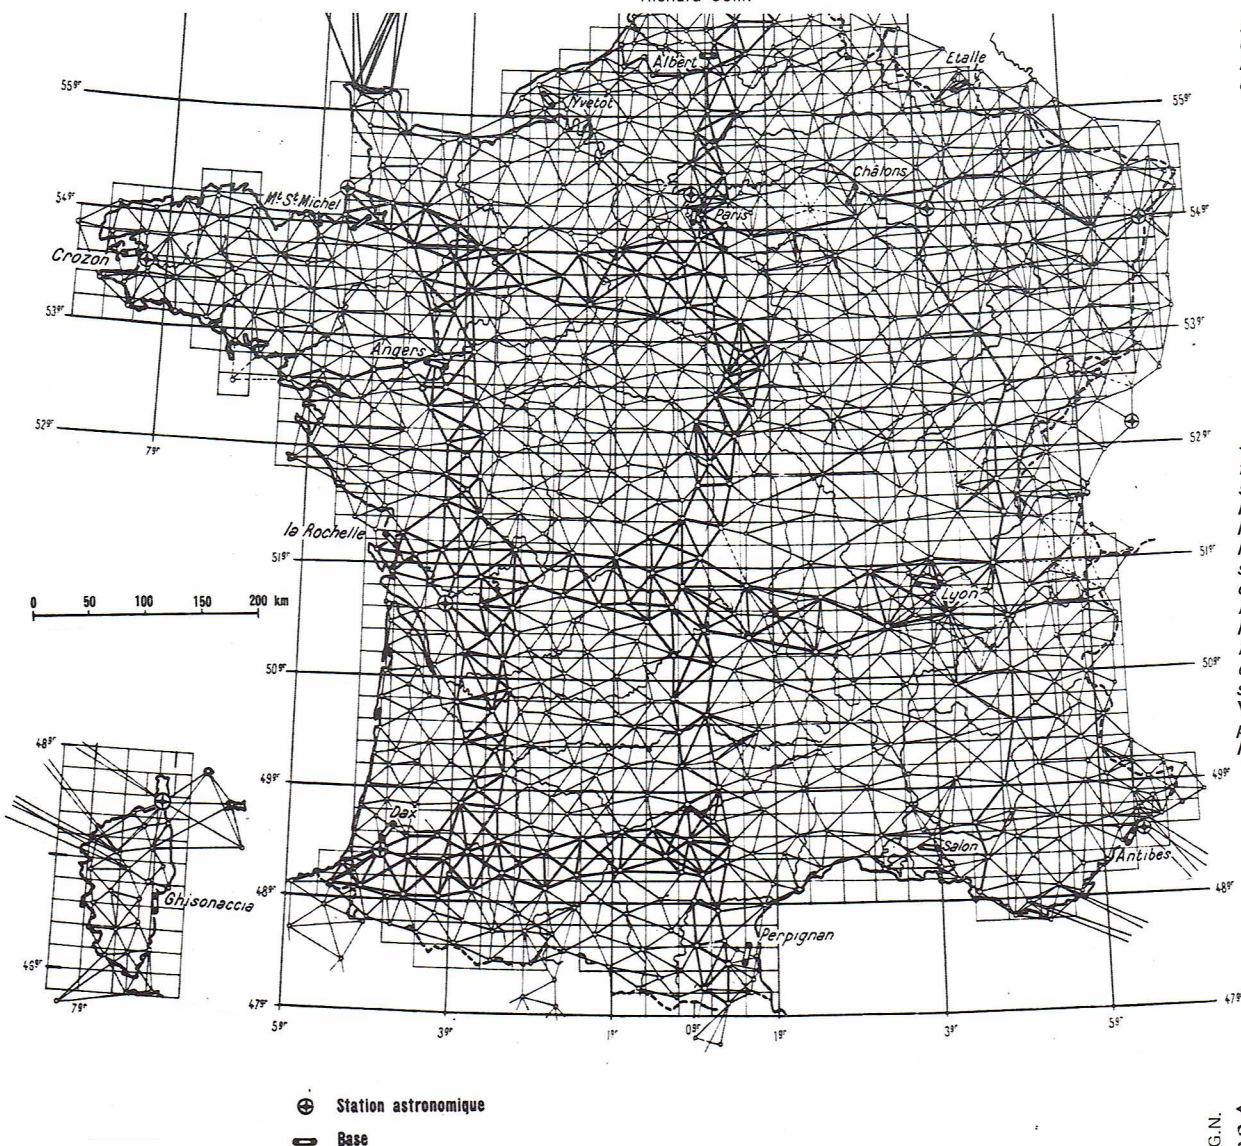 Albert
Etalle
55gr
Yvetot
55gr
Châlons
54gr
Mt St Michel
Paris
54gr
Crozon
53gr
53gr
Angers
52gr
7gr
52gr
la Rochelle
51gr
51gr
0 50 100 150 200 km
Lyon
50gr
50gr
48gr
49gr
49gr
Dax
Salon
Antibes
48gr
48gr
Ghisonaccia
Perpignan
46gr
7gr
47gr
47gr
5gr 3gr 1gr 0gr 1gr 3gr 5gr
Station astronomique
Base
G.N.